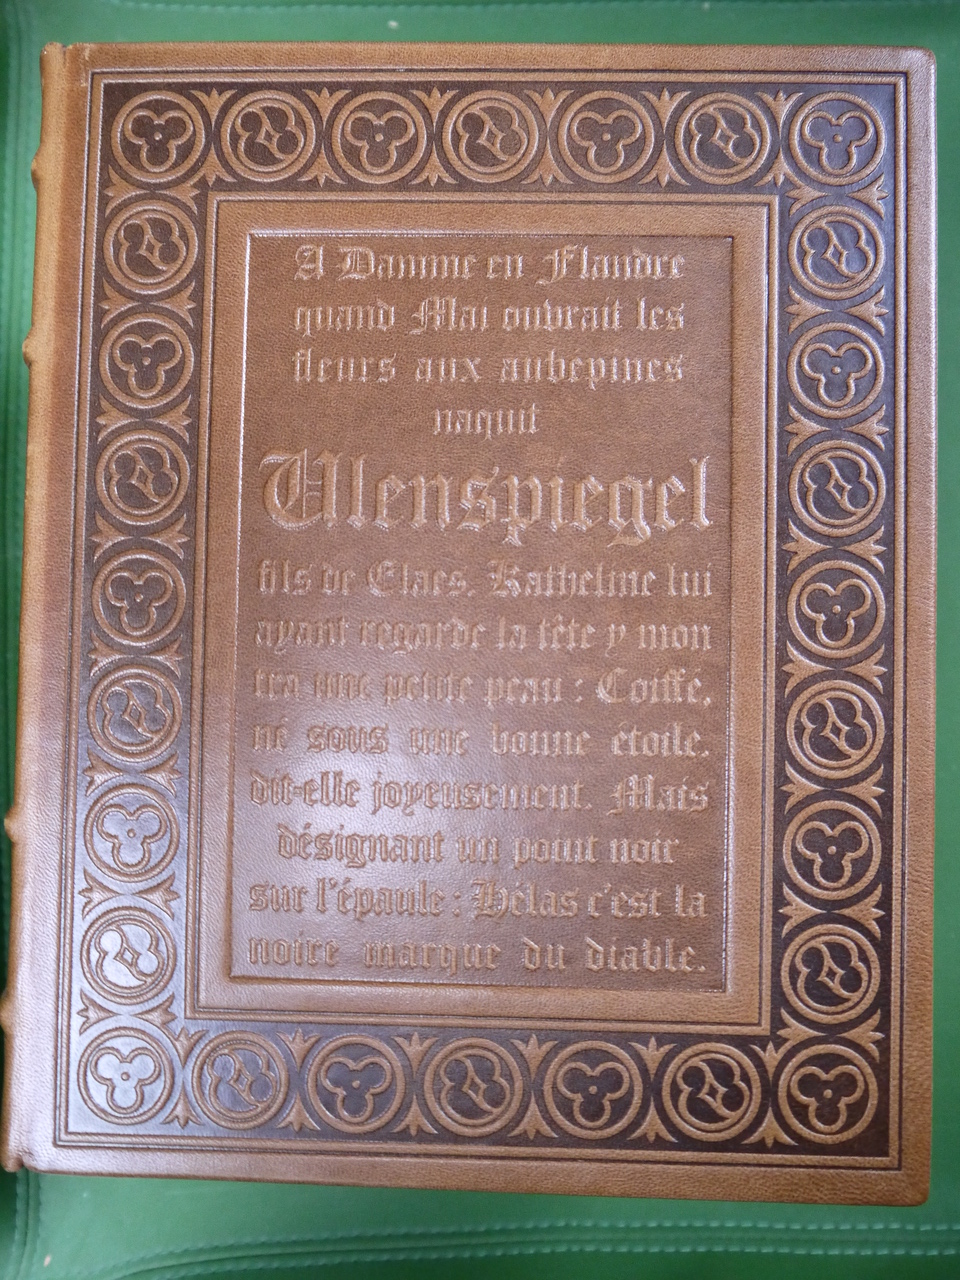 A Damme en Flandre
quand Mai ouvrait les
fleurs aux aubepines
naquit
Ulenspiegel
fils de Claes. Katheline lui
ayant regarde la tête y mon
tra une petite peau : Coiffé,
né sous une bonne étoile,
dit-elle joyeusement. Mais
désignant un point noir
sur l'épaule : Hélas c'est la
noire marque du diable.